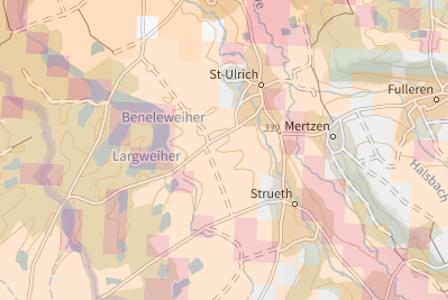 St-Ulrich
Fulleren
Beneleweiher
339
Mertzen
Largweiher
Halsbach
Strueth